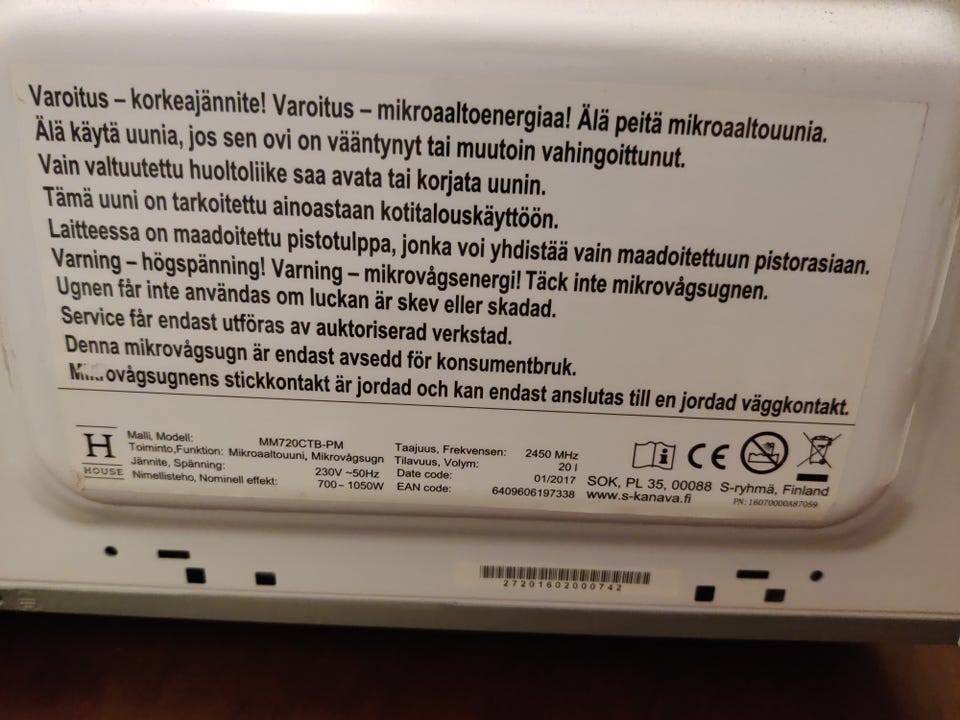 Varoitus – korkeajännite! Varoitus – mikroaaltoenergiaa! Älä peitä mikroaaltouunia.
Älä käytä uunia, jos sen ovi on vääntynyt tai muutoin vahingoittunut.
Vain valtuutettu huoltoliike saa avata tai korjata uunin.
Tämä uuni on tarkoitettu ainoastaan kotitalouskäyttöön.
Laitteessa on maadoitettu pistotulppa, jonka voi yhdistää vain maadoitettuun pistorasiaan.
Varning – högspänning! Varning – mikrovågsenergi! Täck inte mikrovågsugnen.
Ugnen får inte användas om luckan är skev eller skadad.
Service får endast utföras av auktoriserad verkstad.
Denna mikrovågsugn är endast avsedd för konsumentbruk.
ovågsugnens stickkontakt är jordad och kan endast anslutas till en jordad väggkontakt.
H
HOUSE
Malli, Modell: MM720CTB-PM
Toiminto,Funktion: Mikroaaltouuni, Mikrovågsugn
Jännite, Spänning: 230V ~50Hz
Nimellisteho, Nominell effekt: 700– 1050W
Taajuus, Frekvensen: 2450 MHz
Tilavuus, Volym: 20 l
Date code: 01/2017
EAN code: 6409606197338
CE
SOK, PL 35, 00088 S-ryhmä, Finland
www.s-kanava.fi
PN:16070000A87059
27201602000742